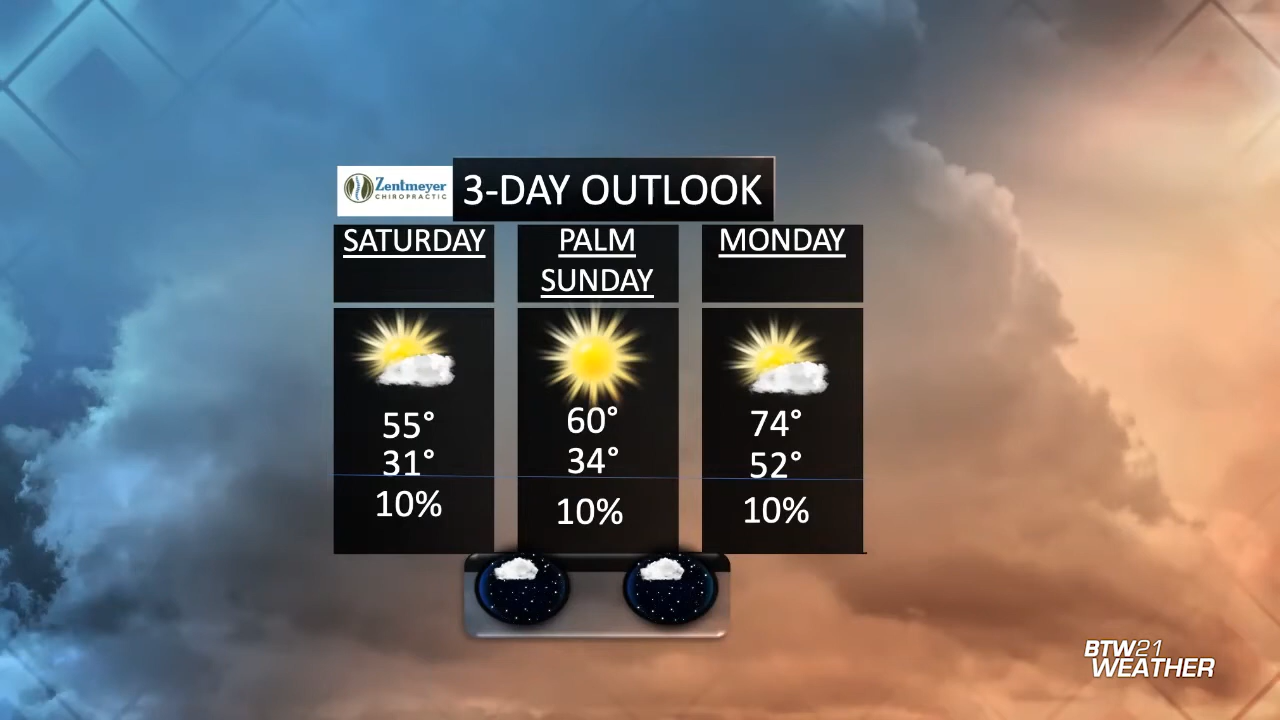 Zentmeyer
CHIROPRACTIC
3-DAY OUTLOOK
SATURDAY
PALM
SUNDAY
MONDAY
55°
60°
74°
31°
34°
52°
10%
10%
10%
BTW21
WEATHER